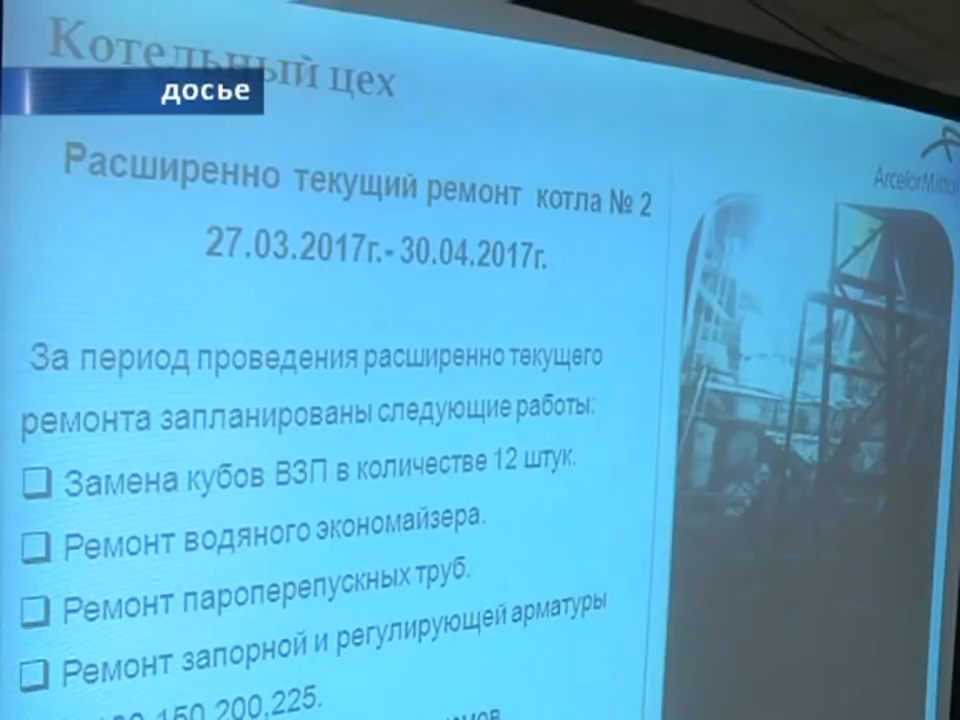 Котельный цех
досье
ArcelorMittal
Расширенно текущий ремонт котла № 2
27.03.2017г.- 30.04.2017г.
За период проведения расширенно текущего
ремонта запланированы следующие работы:
Замена кубов ВЗП в количестве 12 штук.
Ремонт водяного экономайзера.
Ремонт пароперепускных труб.
Ремонт запорной и регулирующей арматуры
150,200,225.